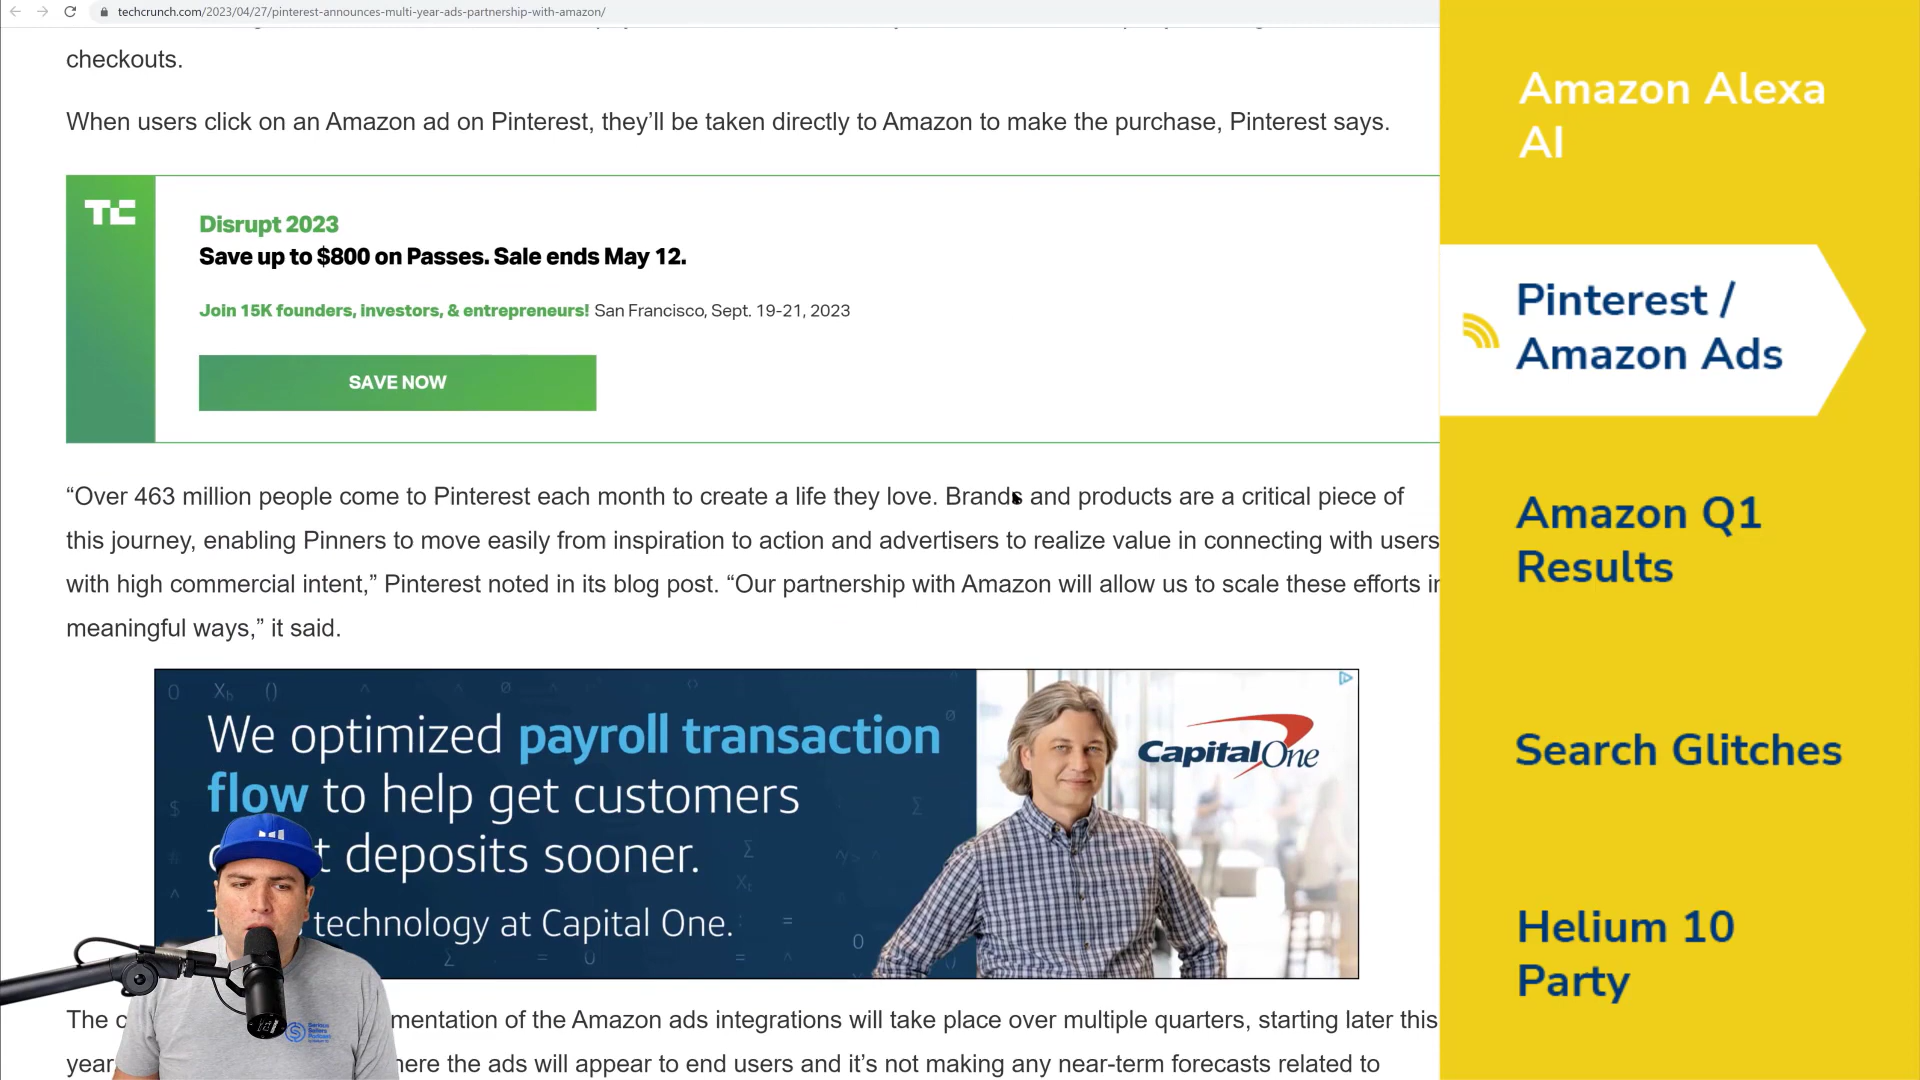 techcrunch.com/2023/04/27/pinterest-announces-multi-year-ads-partnership-with-amazon/
checkouts.
When users click on an Amazon ad on Pinterest, they’ll be taken directly to Amazon to make the purchase, Pinterest says.
TC
Disrupt 2023
Save up to $800 on Passes. Sale ends May 12.
Join 15K founders, investors, & entrepreneurs! San Francisco, Sept. 19-21, 2023
SAVE NOW
“Over 463 million people come to Pinterest each month to create a life they love. Brands and products are a critical piece of
this journey, enabling Pinners to move easily from inspiration to action and advertisers to realize value in connecting with users
with high commercial intent,” Pinterest noted in its blog post. “Our partnership with Amazon will allow us to scale these efforts in
meaningful ways,” it said.
We optimized payroll transaction
flow to help get customers
deposits sooner.
technology at Capital One.
CapitalOne
The
mentation of the Amazon ads integrations will take place over multiple quarters, starting later this
year
here the ads will appear to end users and it’s not making any near-term forecasts related to
Serious
Sellers
Podcast
Amazon Alexa
AI
Pinterest /
Amazon Ads
Amazon Q1
Results
Search Glitches
Helium 10
Party